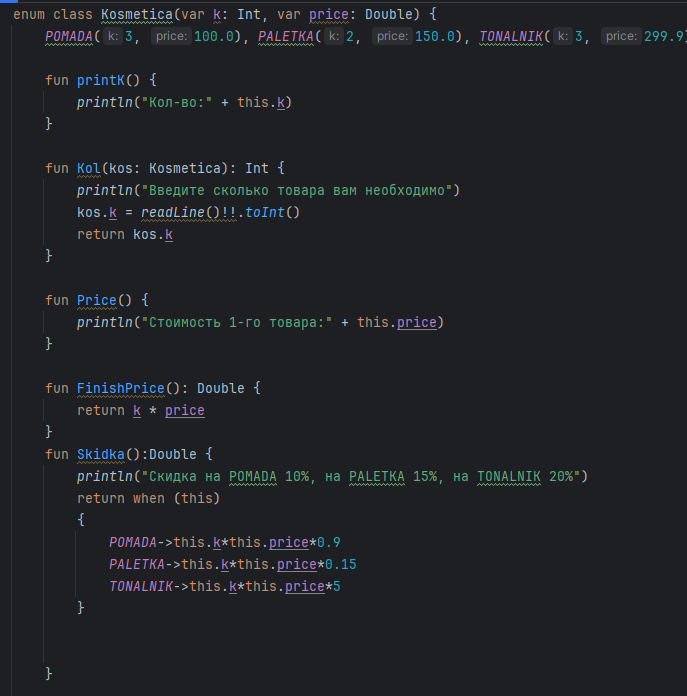 enum class Kosmetica(var k: Int, var price: Double) {
POMADA( k: 3, price: 100.0), PALETKA( k: 2, price: 150.0), TONALNIK( k: 3, price: 299.9)
fun printK() {
println("Кол-во:" + this.k)
}
fun Kol(kos: Kosmetica): Int {
println("Введите сколько товара вам необходимо")
kos.k = readLine()!!.toInt()
return kos.k
}
fun Price() {
println("Стоимость 1-го товара:" + this.price)
}
fun FinishPrice(): Double {
return k * price
}
fun Skidka():Double {
println("Скидка на POMADA 10%, на PALETKA 15%, на TONALNIK 20%")
return when (this)
{
POMADA->this.k*this.price*0.9
PALETKA->this.k*this.price*0.15
TONALNIK->this.k*this.price*5
}
}